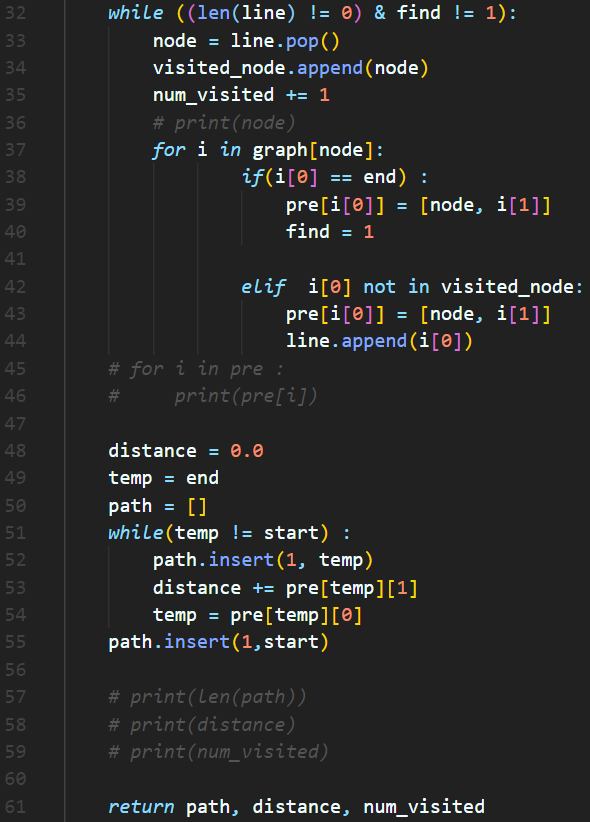 32 while ((len(line) != 0) & find != 1):
33 node = line.pop()
34 visited_node.append(node)
35 num_visited += 1
36 # print(node)
37 for i in graph[node]:
38 if(i[0] == end) :
39 pre[i[0]] = [node, i[1]]
40 find = 1
41
42 elif  i[0] not in visited_node:
43 pre[i[0]] = [node, i[1]]
44 line.append(i[0])
45 # for i in pre :
46 #     print(pre[i])
47
48 distance = 0.0
49 temp = end
50 path = []
51 while(temp != start) :
52 path.insert(1, temp)
53 distance += pre[temp][1]
54 temp = pre[temp][0]
55 path.insert(1,start)
56
57 # print(len(path))
58 # print(distance)
59 # print(num_visited)
60
61 return path, distance, num_visited